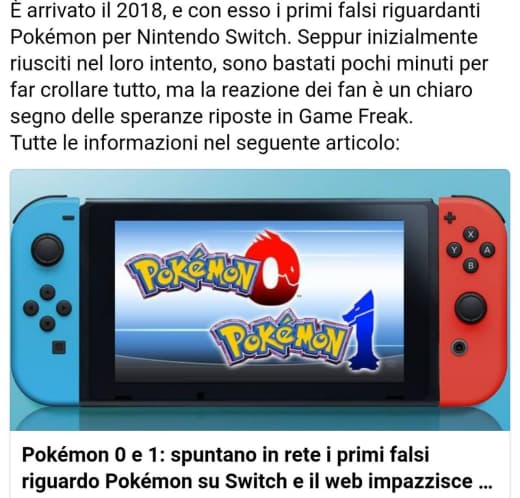 È arrivato il 2018, e con esso i primi falsi riguardanti
Pokémon per Nintendo Switch. Seppur inizialmente
riusciti nel loro intento, sono bastati pochi minuti per
far crollare tutto, ma la reazione dei fan è un chiaro
segno delle speranze riposte in Game Freak.
Tutte le informazioni nel seguente articolo:
POKéMON 0
POKéMON 1
X
Y A
B
Pokémon 0 e 1: spuntano in rete i primi falsi
riguardo Pokémon su Switch e il web impazzisce ...